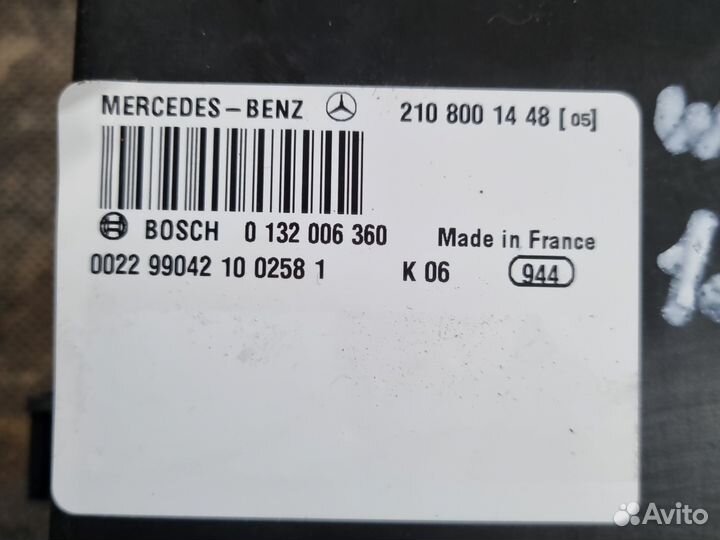 MERCEDES-BENZ 210 800 14 48 [05]
BOSCH 0 132 006 360 Made in France
0022 99042 10 0258 1 K 06 944
Avito